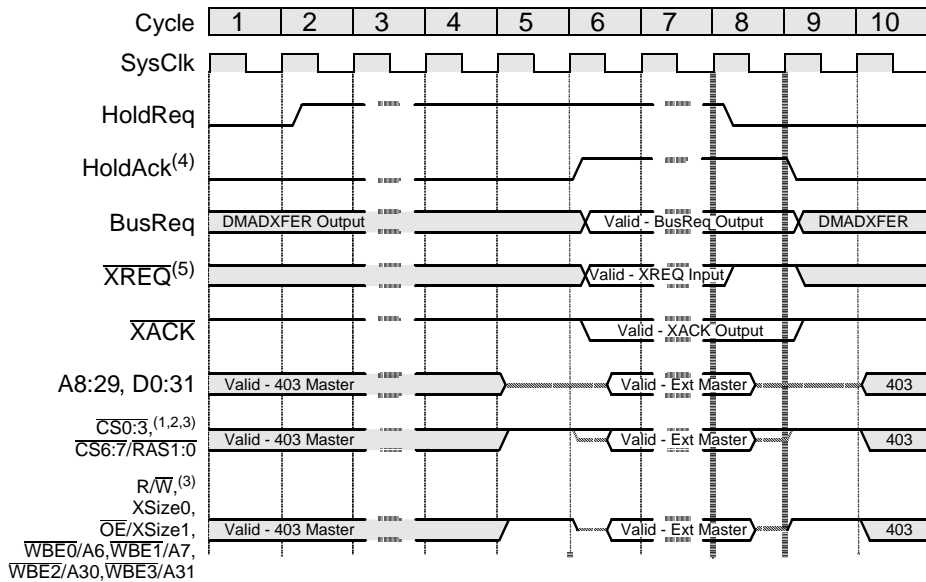 Cycle 1 2 3 4 5 6 7 8 9 10
SysClk
HoldReq
HoldAck(4)
BusReq DMADXFER Output Valid - BusReq Output DMADXFER
XREQ(5) Valid - XREQ Input
XACK Valid - XACK Output
A8:29, D0:31 Valid - 403 Master Valid - Ext Master 403
CS0:3,(1,2,3)
CS6:7/RAS1:0 Valid - 403 Master Valid - Ext Master 403
R/W,(3)
XSize0,
OE/XSize1, Valid - 403 Master Valid - Ext Master 403
WBE0/A6,WBE1/A7,
WBE2/A30,WBE3/A31